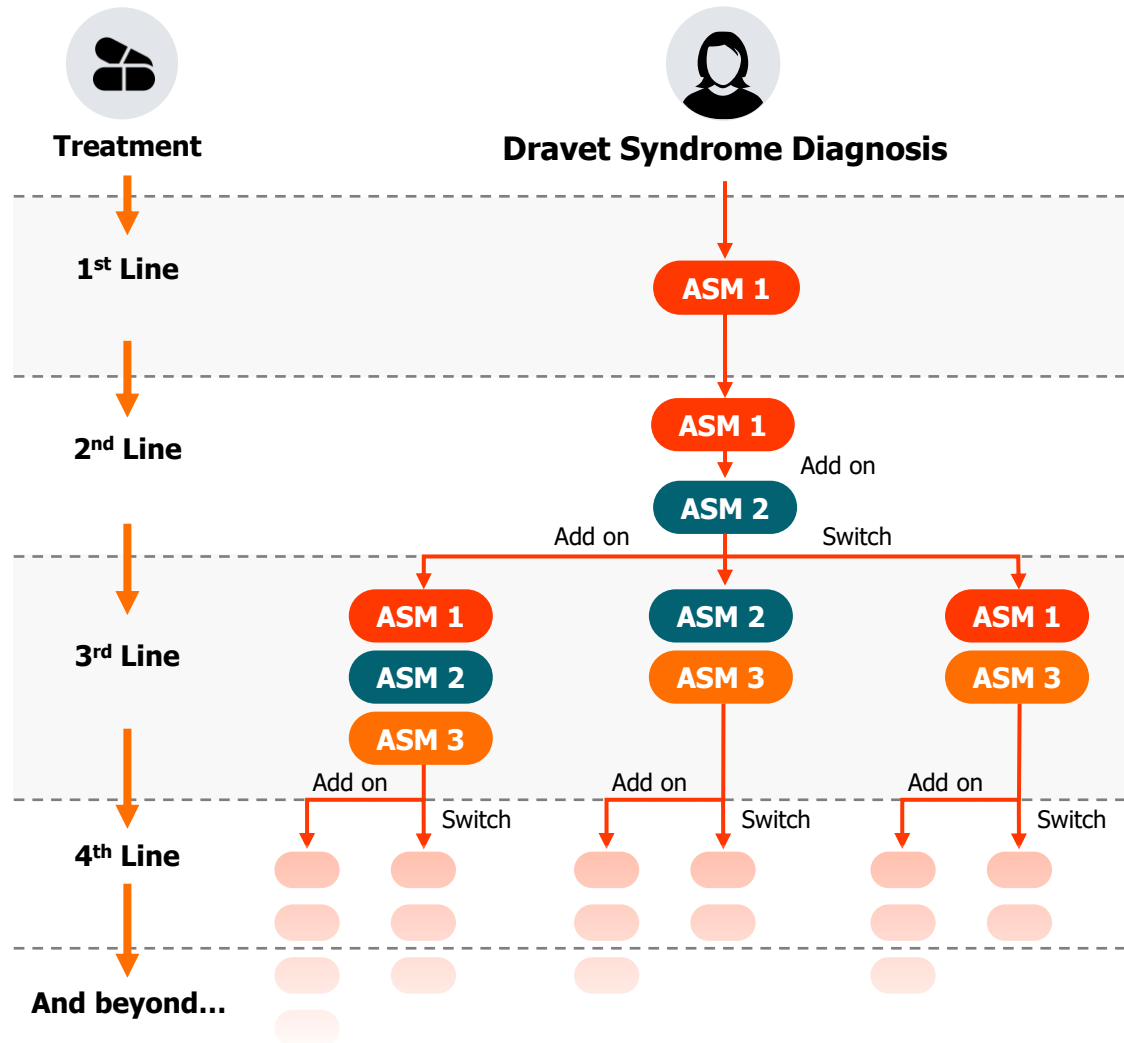 Treatment
Dravet Syndrome Diagnosis
1st Line
ASM 1
2nd Line
ASM 1
Add on
ASM 2
Add on
Switch
3rd Line
ASM 1
ASM 2
ASM 3
ASM 2
ASM 3
ASM 1
ASM 3
Add on
Switch
Add on
Switch
Add on
Switch
4th Line
And beyond...